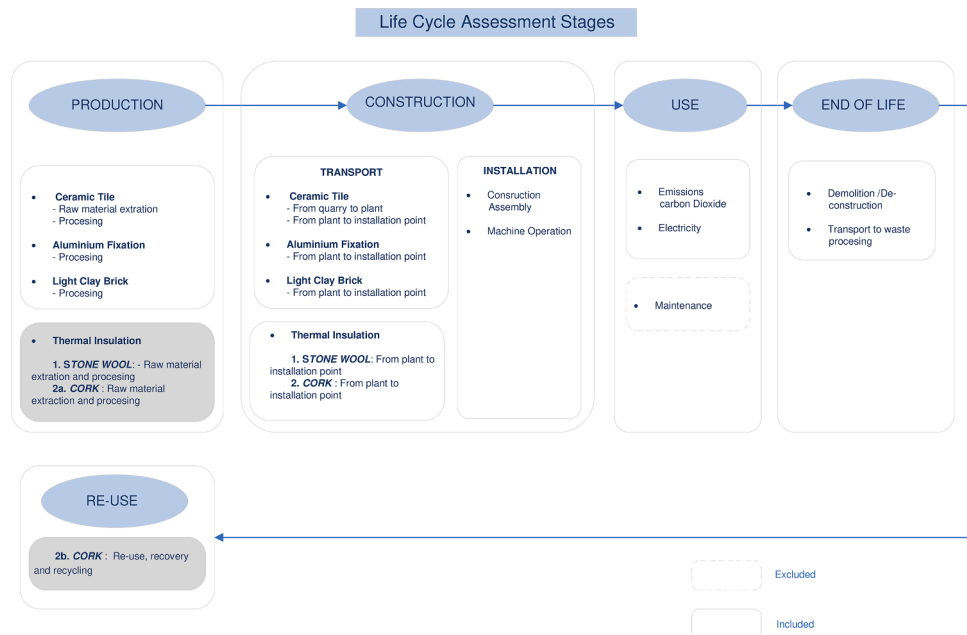 Life Cycle Assessment Stages
PRODUCTION
• Ceramic Tile
- Raw material extration
- Procesing
• Aluminium Fixation
- Procesing
• Light Clay Brick
- Procesing
• Thermal Insulation
1. STONE WOOL: - Raw material
extration and procesing
2a. CORK : Raw material
extraction and procesing
CONSTRUCTION
TRANSPORT
• Ceramic Tile
- From quarry to plant
- From plant to installation point
• Aluminium Fixation
- From plant to installation point
• Light Clay Brick
- From plant to installation point
• Thermal Insulation
1. STONE WOOL: From plant to
installation point
2. CORK : From plant to
installation point
INSTALLATION
• Consruction
Assembly
• Machine Operation
USE
• Emissions
carbon Dioxide
• Electricity
• Maintenance
END OF LIFE
• Demolition /De-
construction
• Transport to waste
procesing
RE-USE
2b. CORK : Re-use, recovery
and recycling
Excluded
Included